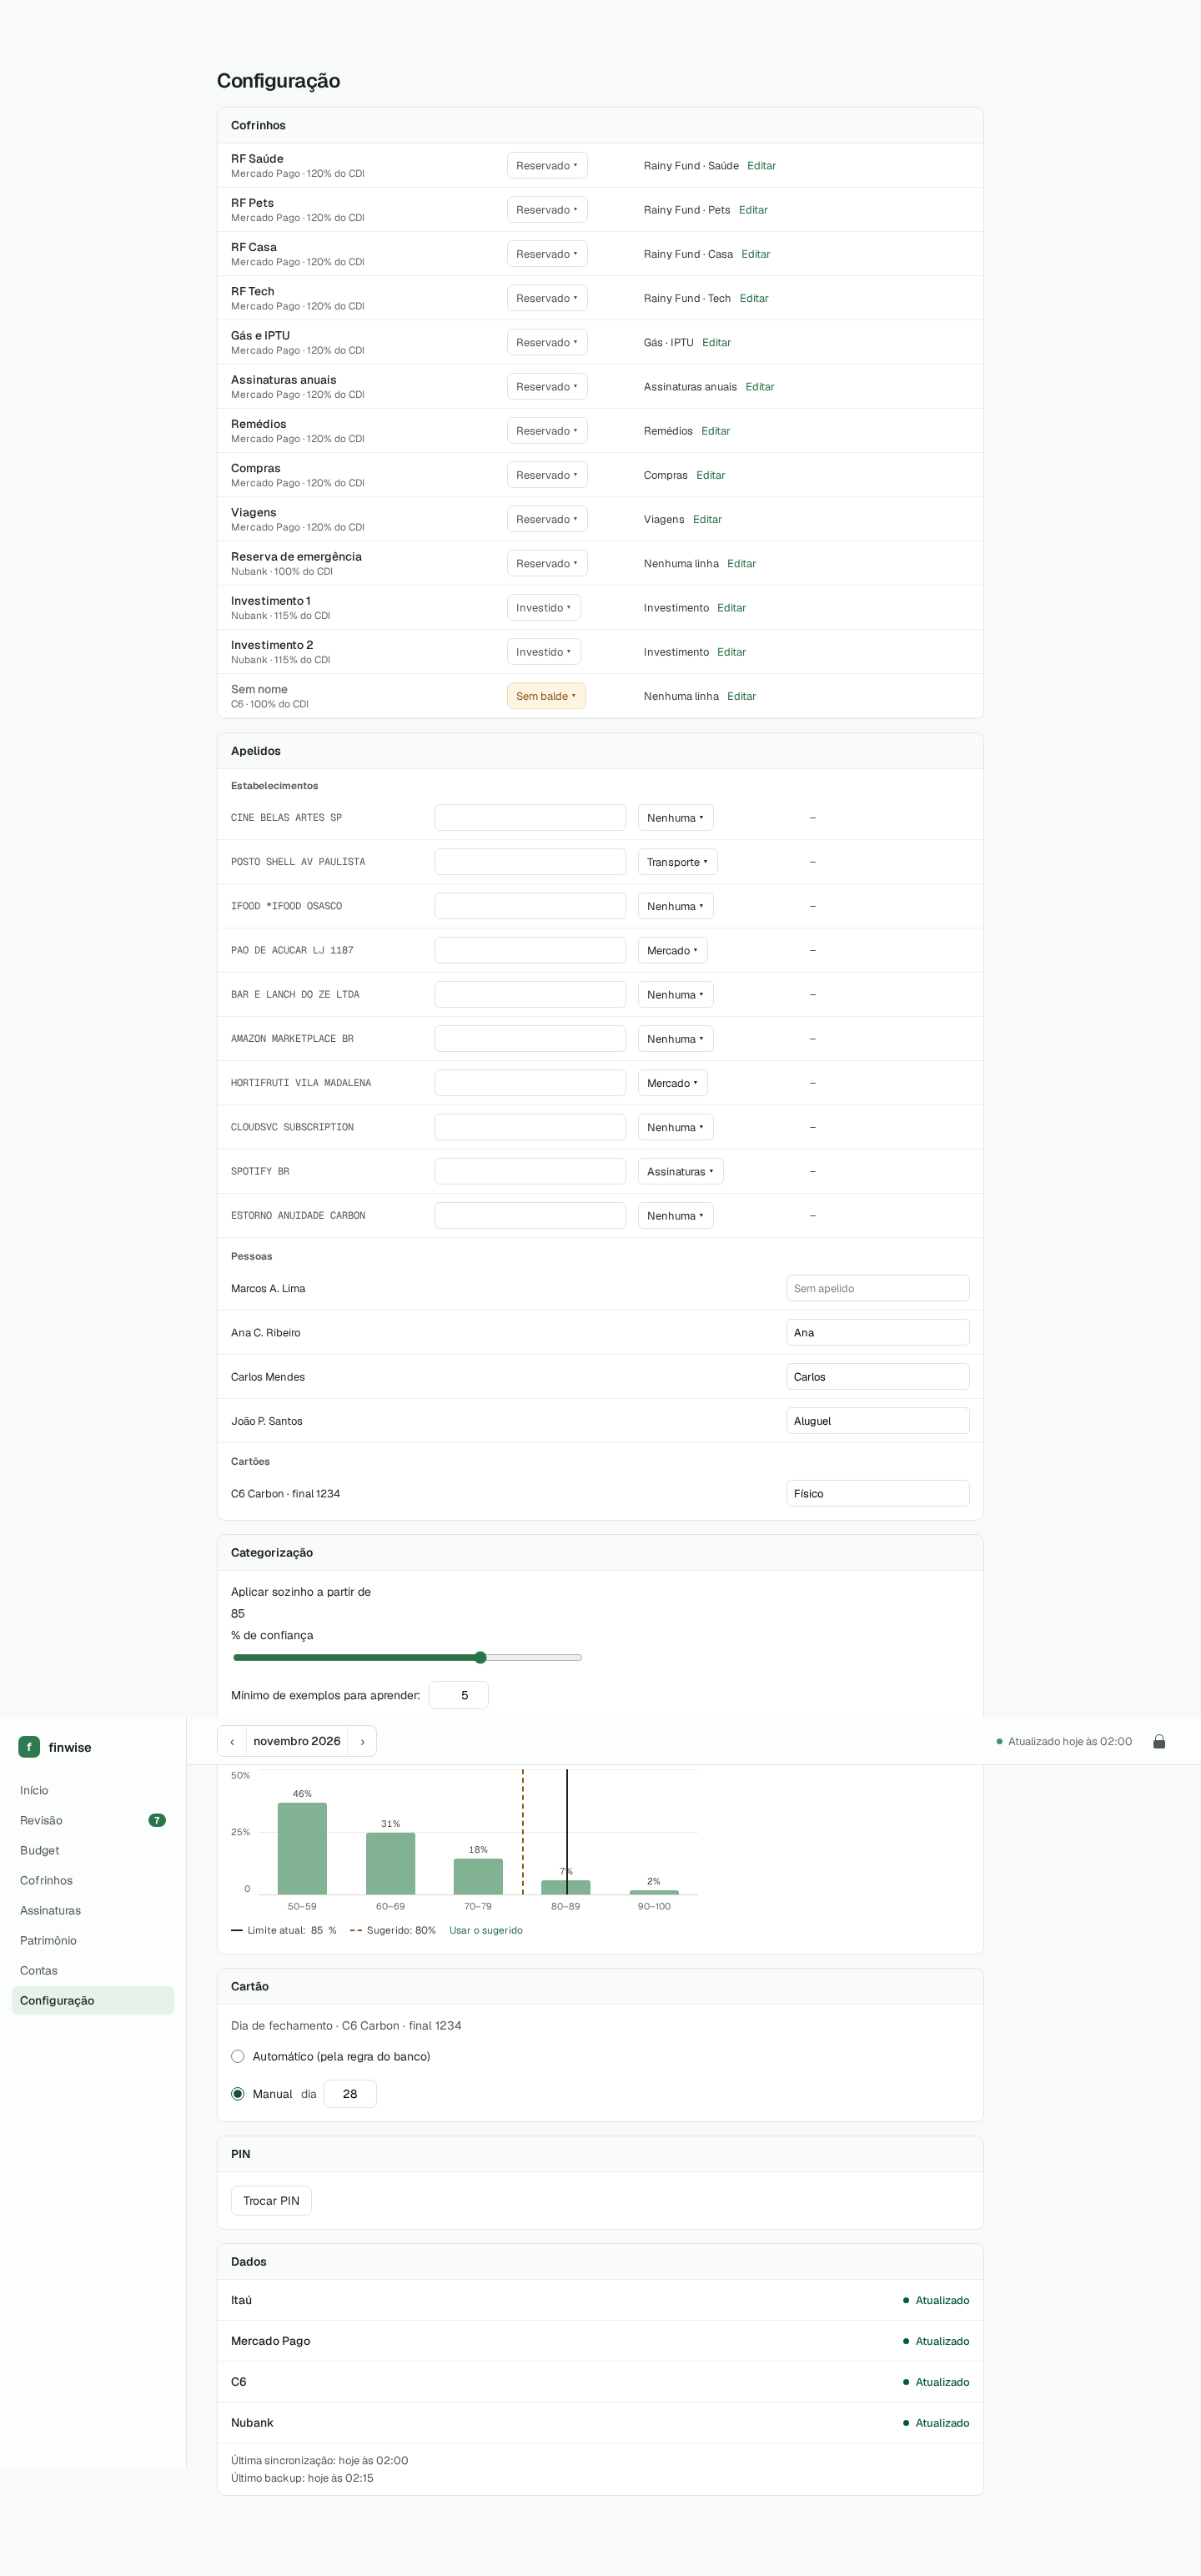 Configuração
Cofrinhos
RF Saúde
Mercado Pago · 120% do CDI
Reservado
Rainy Fund · Saúde Editar
RF Pets
Mercado Pago · 120% do CDI
Reservado
Rainy Fund · Pets Editar
RF Casa
Mercado Pago · 120% do CDI
Reservado
Rainy Fund · Casa Editar
RF Tech
Mercado Pago · 120% do CDI
Reservado
Rainy Fund · Tech Editar
Gás e IPTU
Mercado Pago · 120% do CDI
Reservado
Gás · IPTU Editar
Assinaturas anuais
Mercado Pago · 120% do CDI
Reservado
Assinaturas anuais Editar
Remédios
Mercado Pago · 120% do CDI
Reservado
Remédios Editar
Compras
Mercado Pago · 120% do CDI
Reservado
Compras Editar
Viagens
Mercado Pago · 120% do CDI
Reservado
Viagens Editar
Reserva de emergência
Nubank · 100% do CDI
Reservado
Nenhuma linha Editar
Investimento 1
Nubank · 115% do CDI
Investido
Investimento Editar
Investimento 2
Nubank · 115% do CDI
Investido
Investimento Editar
Sem nome
C6 · 100% do CDI
Sem balde
Nenhuma linha Editar
Apelidos
Estabelecimentos
CINE BELAS ARTES SP Nenhuma –
POSTO SHELL AV PAULISTA Transporte –
IFOOD *IFOOD OSASCO Nenhuma –
PAO DE ACUCAR LJ 1187 Mercado –
BAR E LANCH DO ZE LTDA Nenhuma –
AMAZON MARKETPLACE BR Nenhuma –
HORTIFRUTI VILA MADALENA Mercado –
CLOUDSVC SUBSCRIPTION Nenhuma –
SPOTIFY BR Assinaturas –
ESTORNO ANUIDADE CARBON Nenhuma –
Pessoas
Marcos A. Lima Sem apelido
Ana C. Ribeiro Ana
Carlos Mendes Carlos
João P. Santos Aluguel
Cartões
C6 Carbon · final 1234 Físico
Categorização
Aplicar sozinho a partir de
85
% de confiança
Mínimo de exemplos para aprender: 5
f finwise
‹ novembro 2026 ›
Atualizado hoje às 02:00
Início
Revisão 7
Budget
Cofrinhos
Assinaturas
Patrimônio
Contas
Configuração
50%
25%
0
46%
31%
18%
7%
2%
50–59 60–69 70–79 80–89 90–100
Limite atual: 85 % Sugerido: 80% Usar o sugerido
Cartão
Dia de fechamento · C6 Carbon · final 1234
Automático (pela regra do banco)
Manual dia 28
PIN
Trocar PIN
Dados
Itaú Atualizado
Mercado Pago Atualizado
C6 Atualizado
Nubank Atualizado
Última sincronização: hoje às 02:00
Último backup: hoje às 02:15